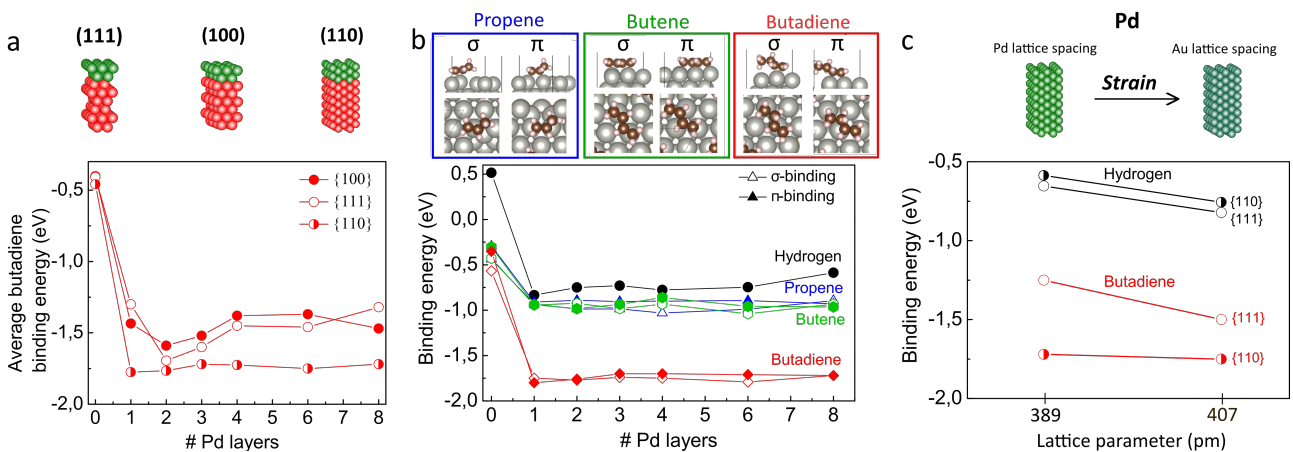 a
(111) (100) (110)
-0,5
-1,0
-1,5
-2,0
Average butadiene
binding energy (eV)
{100}
{111}
{110}
0 1 2 3 4 5 6 7 8
# Pd layers
b
Propene Butene Butadiene
σ π σ π σ π
0,5
0,0
-0,5
-1,0
-1,5
-2,0
Binding energy (eV)
σ-binding
п-binding
Hydrogen
Propene
Butene
Butadiene
0 1 2 3 4 5 6 7 8
# Pd layers
c
Pd
Pd lattice spacing Au lattice spacing
Strain
-0,5
-1,0
-1,5
-2,0
Binding energy (eV)
Hydrogen
{110}
{111}
Butadiene
{111}
{110}
389 407
Lattice parameter (pm)